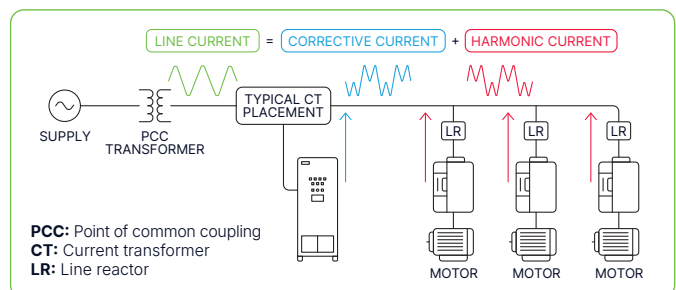 LINE CURRENT = CORRECTIVE CURRENT + HARMONIC CURRENT
TYPICAL CT
PLACEMENT
SUPPLY
PCC
TRANSFORMER
LR
LR
LR
MOTOR
MOTOR
MOTOR
PCC: Point of common coupling
CT: Current transformer
LR: Line reactor